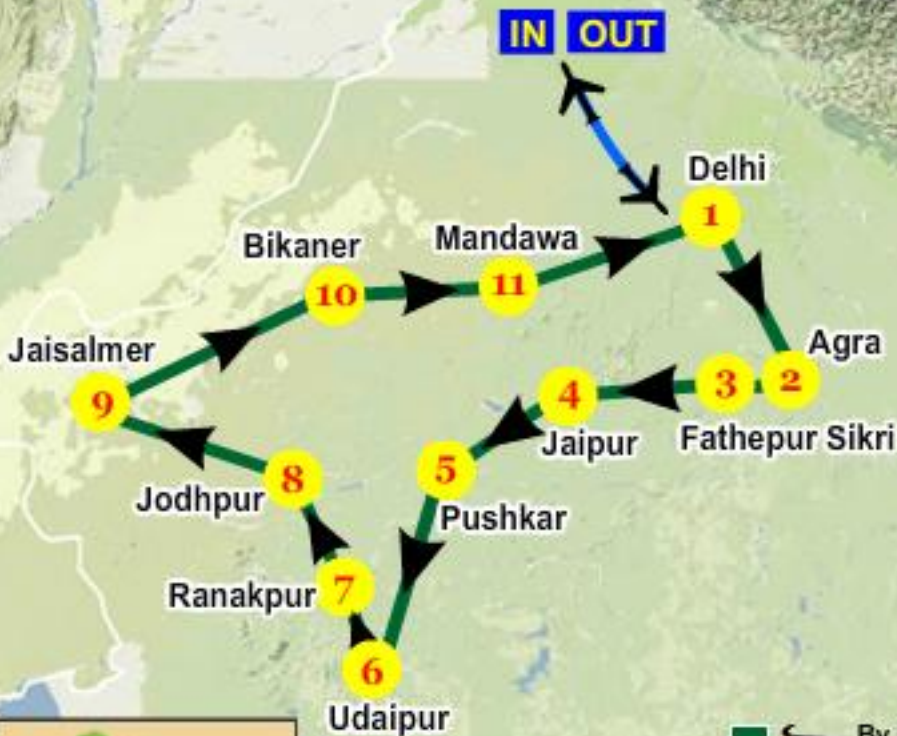 IN OUT
Delhi
1
Bikaner
Mandawa
10
11
Jaisalmer
Agra
9
4
3
2
Jaipur
Fathepur Sikri
8
5
Jodhpur
Pushkar
Ranakpur
7
6
Udaipur
By